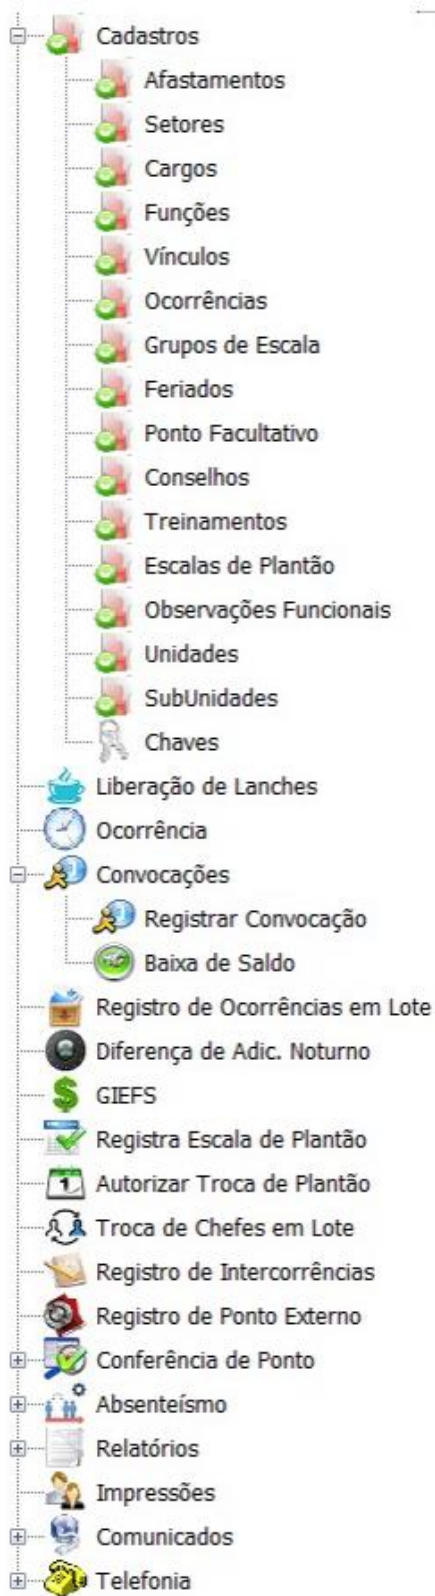 Cadastros
Afastamentos
Setores
Cargos
Funções
Vínculos
Ocorrências
Grupos de Escala
Feriados
Ponto Facultativo
Conselhos
Treinamentos
Escalas de Plantão
Observações Funcionais
Unidades
SubUnidades
Chaves
Liberação de Lanches
Ocorrência
Convocações
Registrar Convocação
Baixa de Saldo
Registro de Ocorrências em Lote
Diferença de Adic. Noturno
GIEFS
Registra Escala de Plantão
Autorizar Troca de Plantão
Troca de Chefes em Lote
Registro de Intercorrências
Registro de Ponto Externo
Conferência de Ponto
Absenteísmo
Relatórios
Impressões
Comunicados
Telefonia